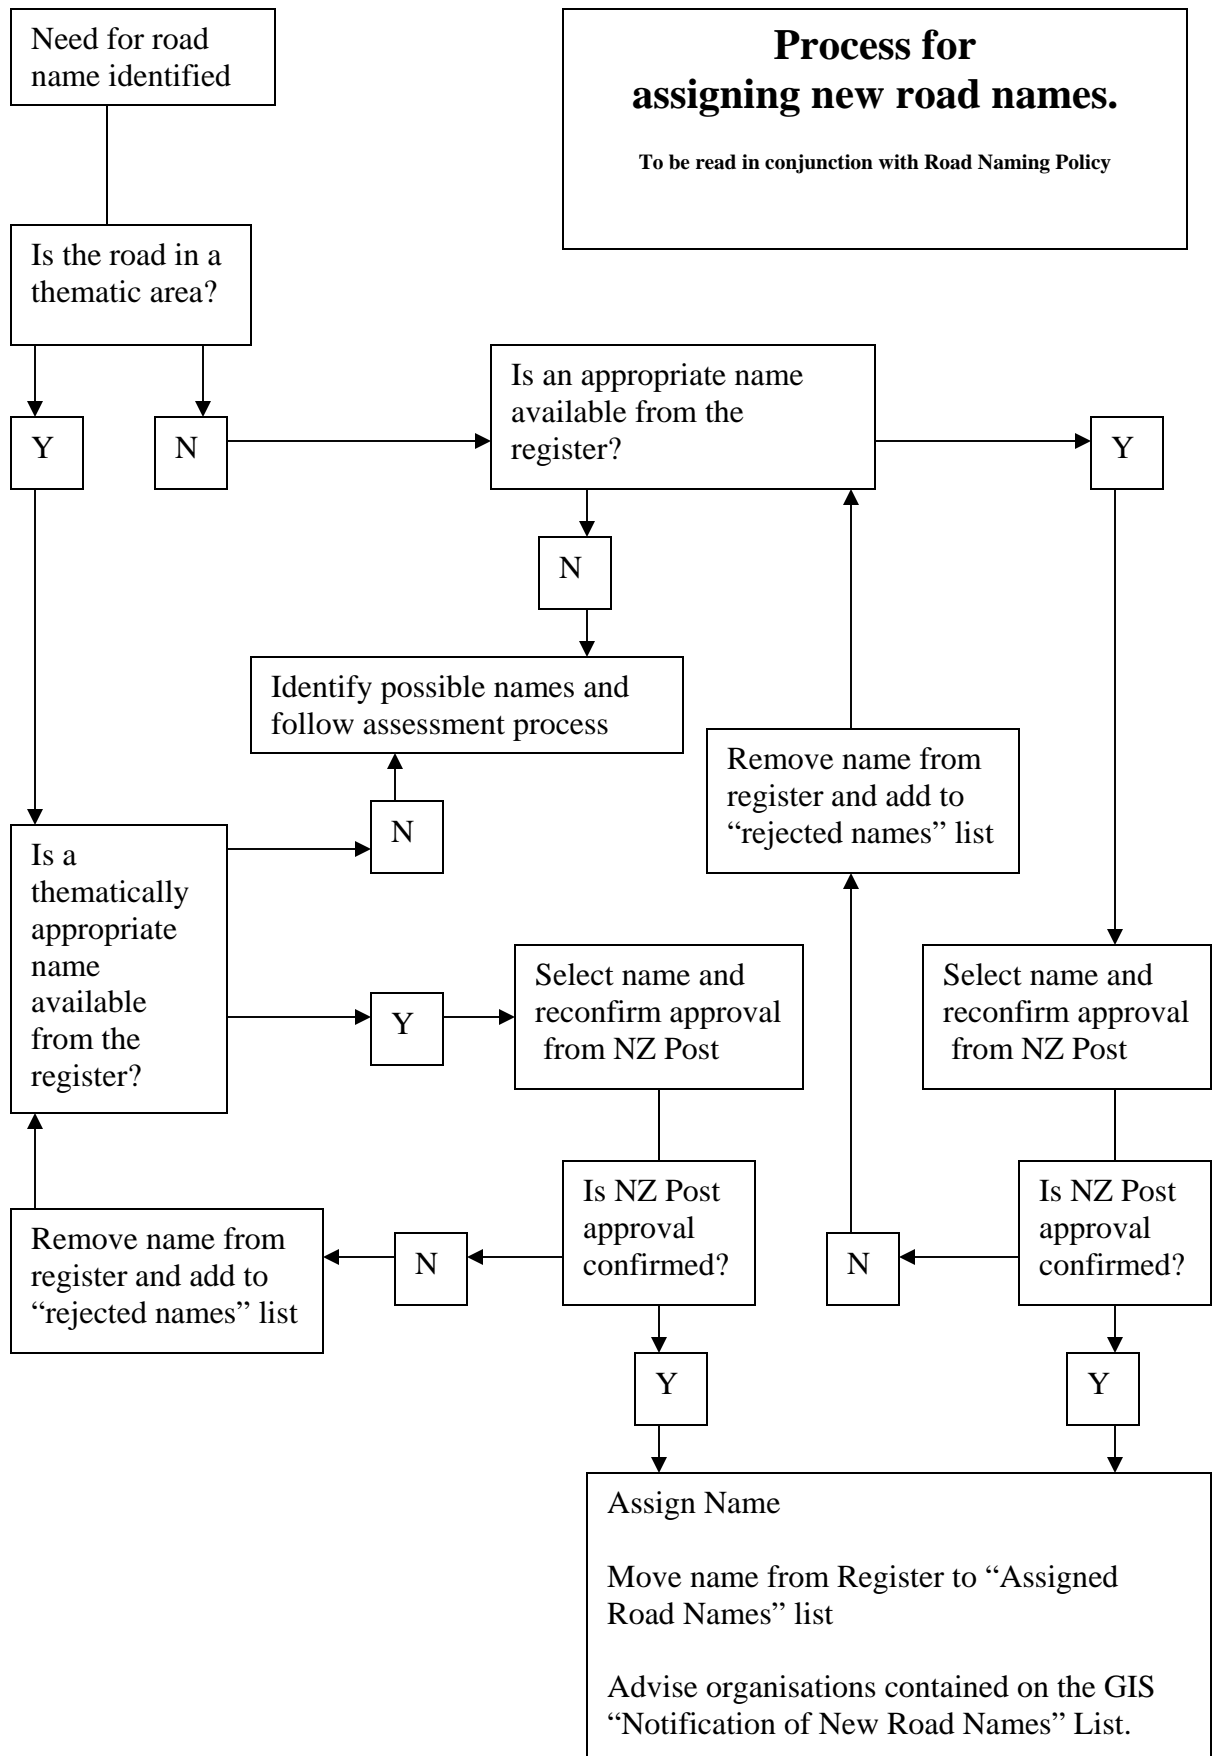 Need for road
name identified
Process for
assigning new road names.
To be read in conjunction with Road Naming Policy
Is the road in a
thematic area?
Y
N
Is an appropriate name
available from the
register?
Y
N
Identify possible names and
follow assessment process
Remove name from
register and add to
“rejected names” list
N
Is a
thematically
appropriate
name
available
from the
register?
Y
Select name and
reconfirm approval
from NZ Post
Select name and
reconfirm approval
from NZ Post
Is NZ Post
approval
confirmed?
Is NZ Post
approval
confirmed?
Remove name from
register and add to
“rejected names” list
N
N
Y
Y
Assign Name
Move name from Register to “Assigned
Road Names” list
Advise organisations contained on the GIS
“Notification of New Road Names” List.